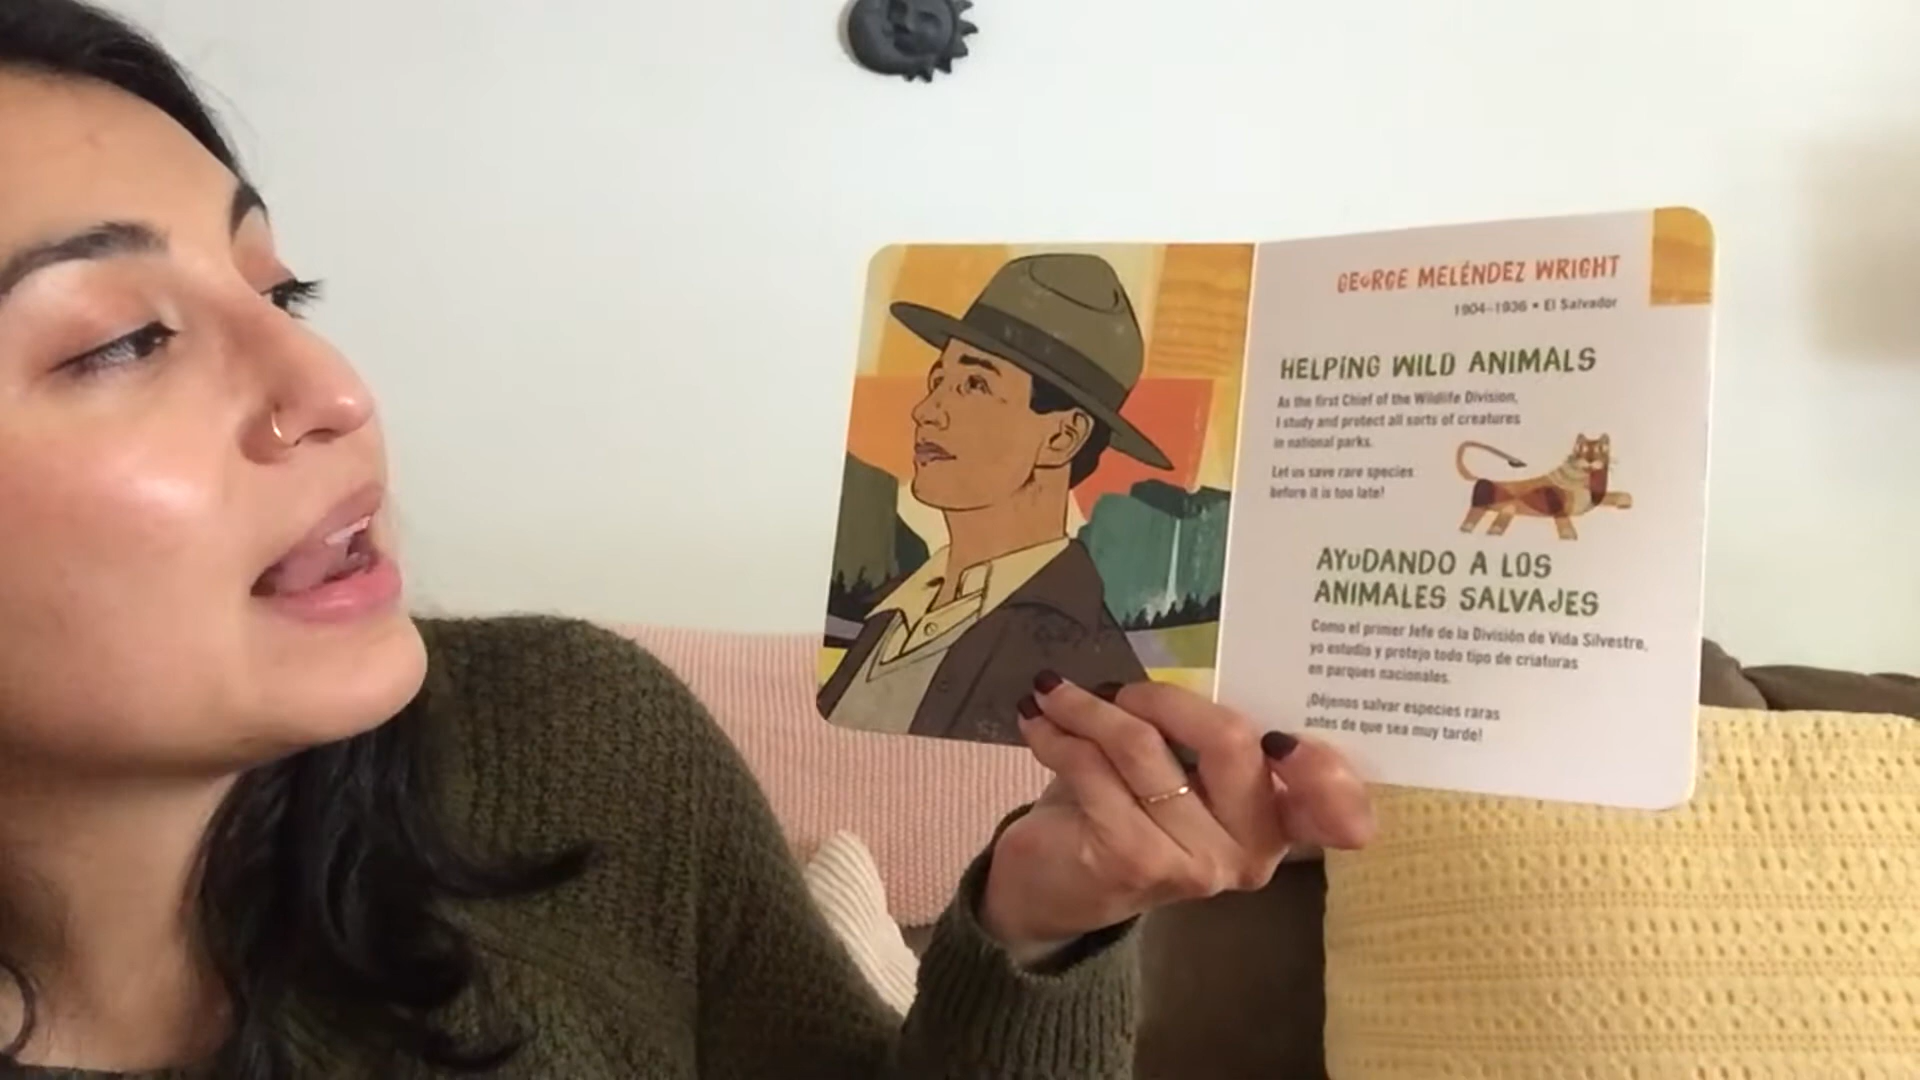 GEORGE MELÉNDEZ WRIGHT
1904–1936 • El Salvador
HELPING WILD ANIMALS
As the first Chief of the Wildlife Division,
I study and protect all sorts of creatures
in national parks.
Let us save rare species
before it is too late!
AYUDANDO A LOS
ANIMALES SALVAJES
Como el primer Jefe de la División de Vida Silvestre,
yo estudio y protejo todo tipo de criaturas
en parques nacionales.
¡Déjenos salvar especies raras
antes de que sea muy tarde!